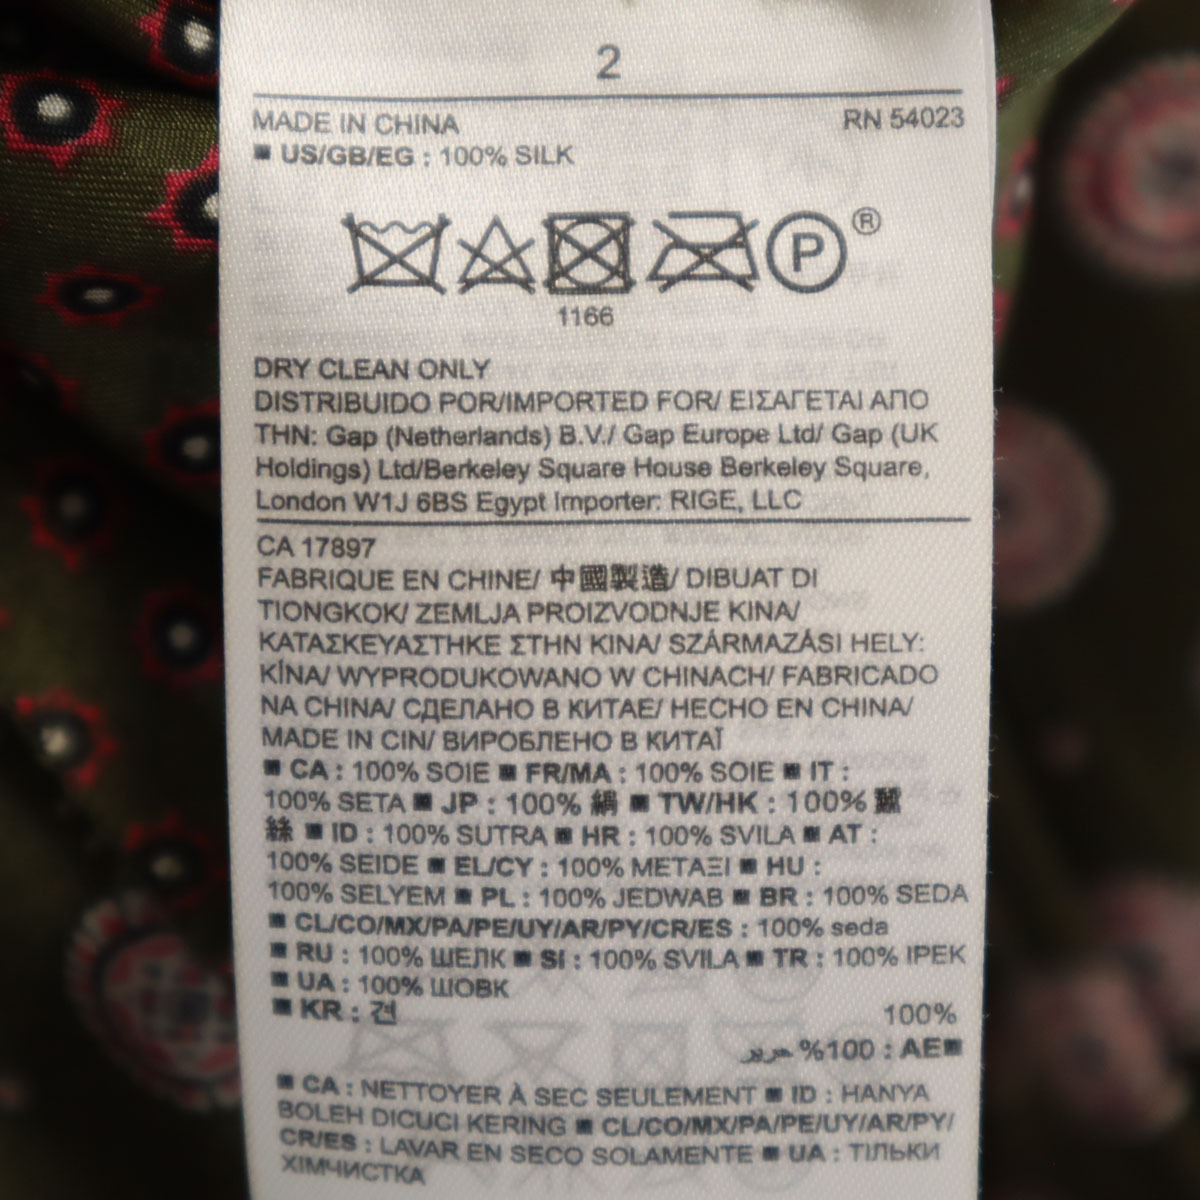 2
MADE IN CHINA RN 54023
■ US/GB/EG : 100% SILK
P ®
1166
DRY CLEAN ONLY
DISTRIBUIDO POR/IMPORTED FOR/ ΕΙΣΑΓΕΤΑΙ ΑΠΟ
ΤΗΝ: Gap (Netherlands) B.V./ Gap Europe Ltd/ Gap (UK
Holdings) Ltd/Berkeley Square House Berkeley Square,
London W1J 6BS Egypt Importer: RIGE, LLC
CA 17897
FABRIQUE EN CHINE/ 中國製造/ DIBUAT DI
TIONGKOK/ ZEMLJA PROIZVODNJE KINA/
ΚΑΤΑΣΚΕΥΑΣΤΗΚΕ ΣΤΗΝ ΚΙΝΑ/ SZÁRMAZÁSI HELY:
KÍNA/ WYPRODUKOWANO W CHINACH/ FABRICADO
NA CHINA/ СДЕЛАНО В КИТАЕ/ HECHO EN CHINA/
MADE IN CIN/ ВИРОБЛЕНО В КИТАЇ
■ CA : 100% SOIE ■ FR/MA : 100% SOIE ■ IT :
100% SETA ■ JP : 100% 絹 ■ TW/HK : 100% 蠶
絲 ■ ID : 100% SUTRA ■ HR : 100% SVILA ■ AT :
100% SEIDE ■ EL/CY : 100% ΜΕΤΑΞΙ ■ HU :
100% SELYEM ■ PL : 100% JEDWAB ■ BR : 100% SEDA
■ CL/CO/MX/PA/PE/UY/AR/PY/CR/ES : 100% seda
■ RU : 100% ШЕЛК ■ SI : 100% SVILA ■ TR : 100% IPEK
■ UA : 100% ШОВК
■ KR : 견 100%
■AE : 100% حرير
■ CA : NETTOYER À SEC SEULEMENT ■ ID : HANYA
BOLEH DICUCI KERING ■ CL/CO/MX/PA/PE/UY/AR/PY/
CR/ES : LAVAR EN SECO SOLAMENTE ■ UA : ТІЛЬКИ
ХІМЧИСТКА